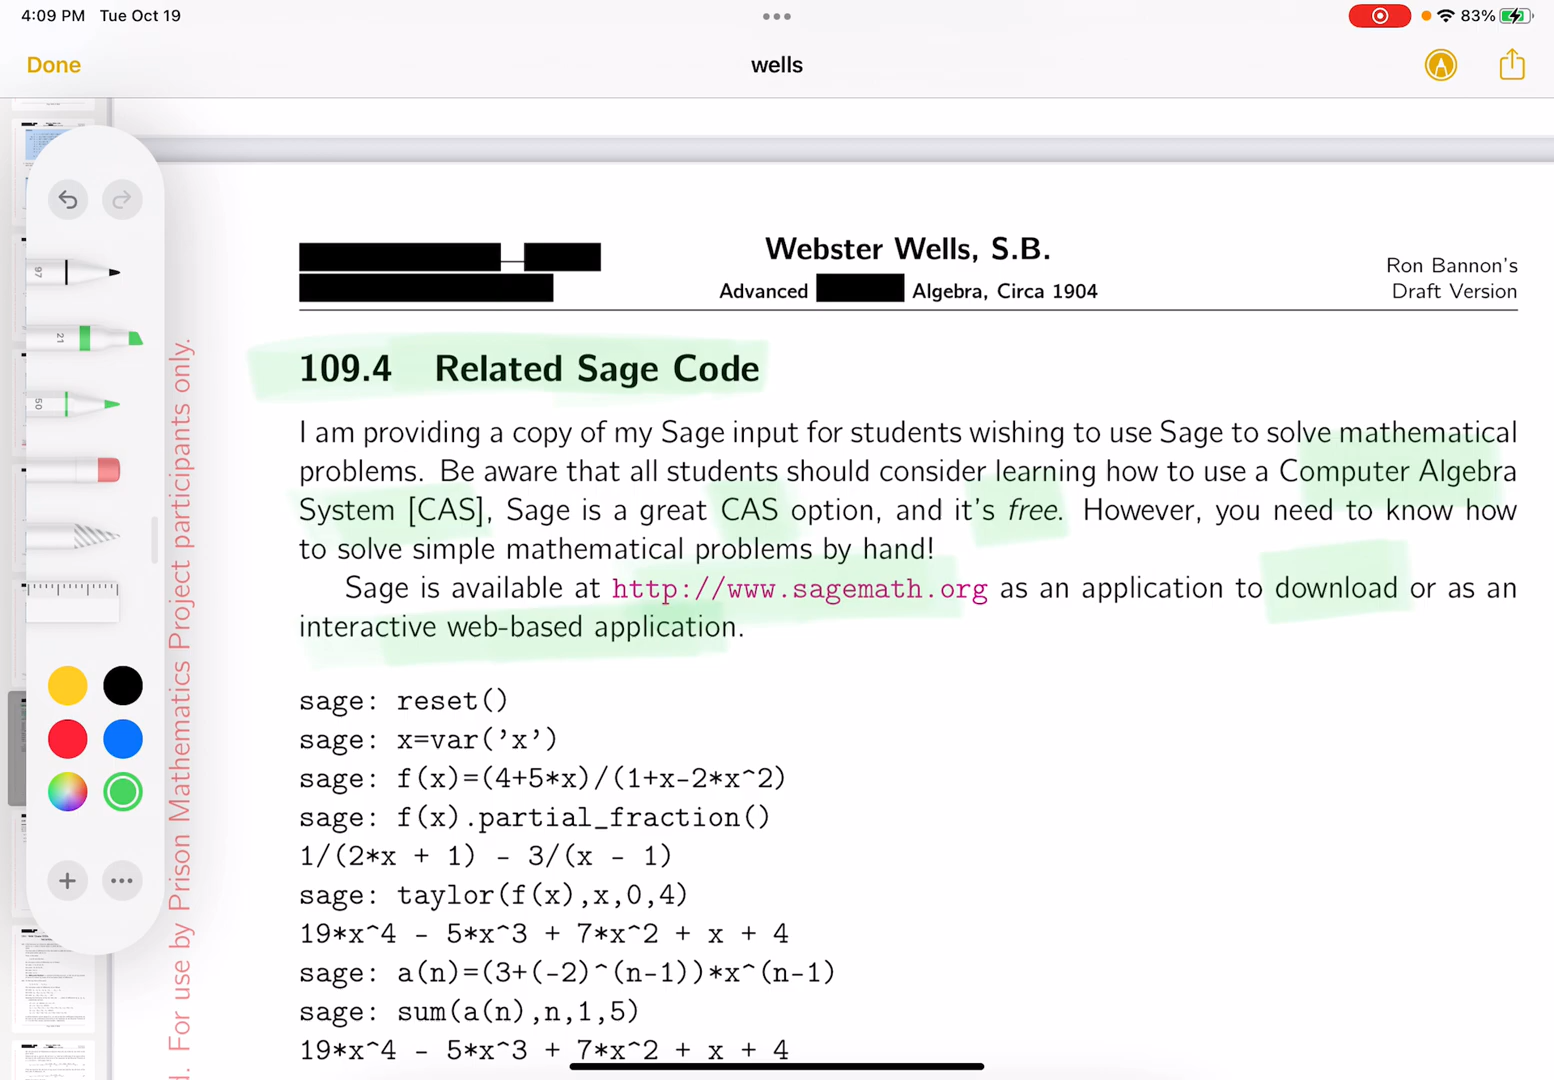 4:09 PM Tue Oct 19
83%
Done
wells
97
21
50
d. For use by Prison Mathematics Project participants only.
Webster Wells, S.B.
Advanced Algebra, Circa 1904
Ron Bannon's
Draft Version
109.4 Related Sage Code
I am providing a copy of my Sage input for students wishing to use Sage to solve mathematical
problems. Be aware that all students should consider learning how to use a Computer Algebra
System [CAS], Sage is a great CAS option, and it's free. However, you need to know how
to solve simple mathematical problems by hand!
Sage is available at http://www.sagemath.org as an application to download or as an
interactive web-based application.
sage: reset()
sage: x=var('x')
sage: f(x)=(4+5*x)/(1+x-2*x^2)
sage: f(x).partial_fraction()
1/(2*x + 1) - 3/(x - 1)
sage: taylor(f(x),x,0,4)
19*x^4 - 5*x^3 + 7*x^2 + x + 4
sage: a(n)=(3+(-2)^(n-1))*x^(n-1)
sage: sum(a(n),n,1,5)
19*x^4 - 5*x^3 + 7*x^2 + x + 4